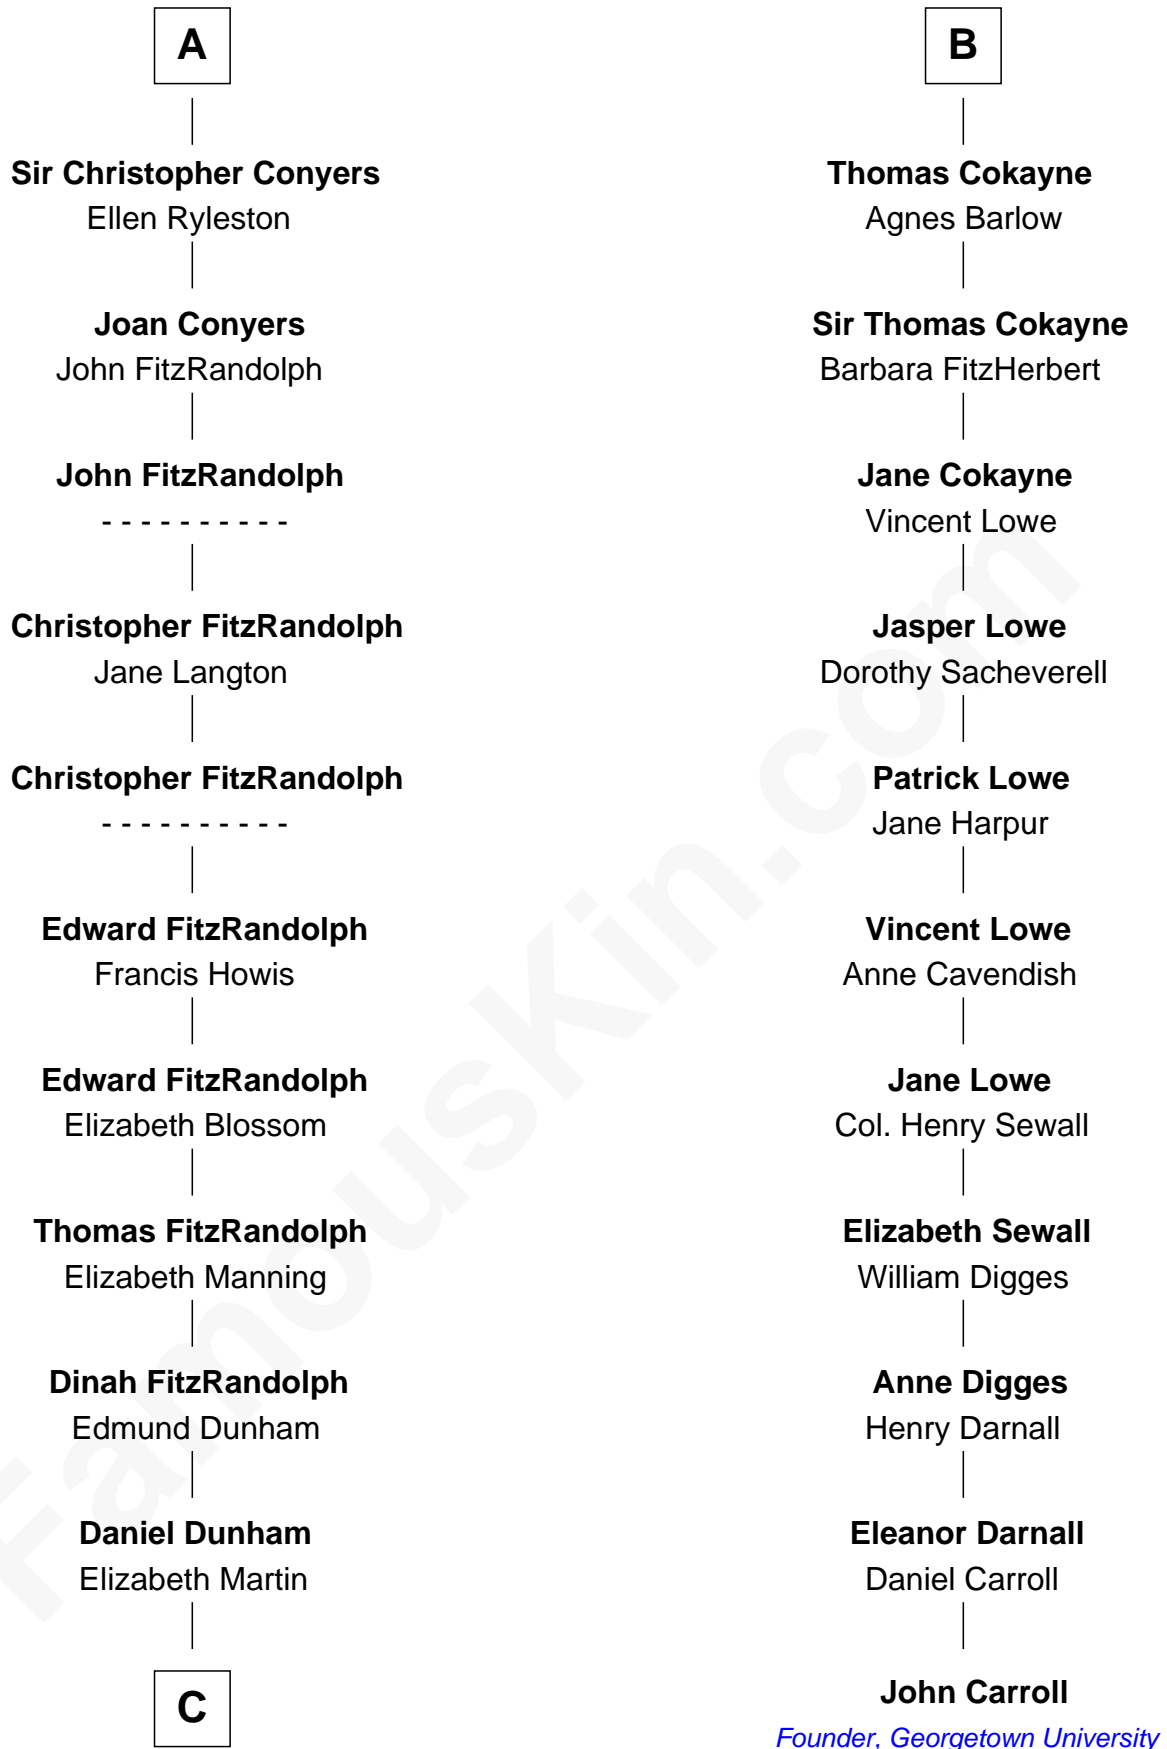 A
Sir Christopher Conyers
Ellen Ryleston
Joan Conyers
John FitzRandolph
John FitzRandolph
- - - - - - - - - -
Christopher FitzRandolph
Jane Langton
Christopher FitzRandolph
- - - - - - - - - -
Edward FitzRandolph
Francis Howis
Edward FitzRandolph
Elizabeth Blossom
Thomas FitzRandolph
Elizabeth Manning
Dinah FitzRandolph
Edmund Dunham
Daniel Dunham
Elizabeth Martin
C
B
Thomas Cokayne
Agnes Barlow
Sir Thomas Cokayne
Barbara FitzHerbert
Jane Cokayne
Vincent Lowe
Jasper Lowe
Dorothy Sacheverell
Patrick Lowe
Jane Harpur
Vincent Lowe
Anne Cavendish
Jane Lowe
Col. Henry Sewall
Elizabeth Sewall
William Digges
Anne Digges
Henry Darnall
Eleanor Darnall
Daniel Carroll
John Carroll
Founder, Georgetown University
FamousKin.com